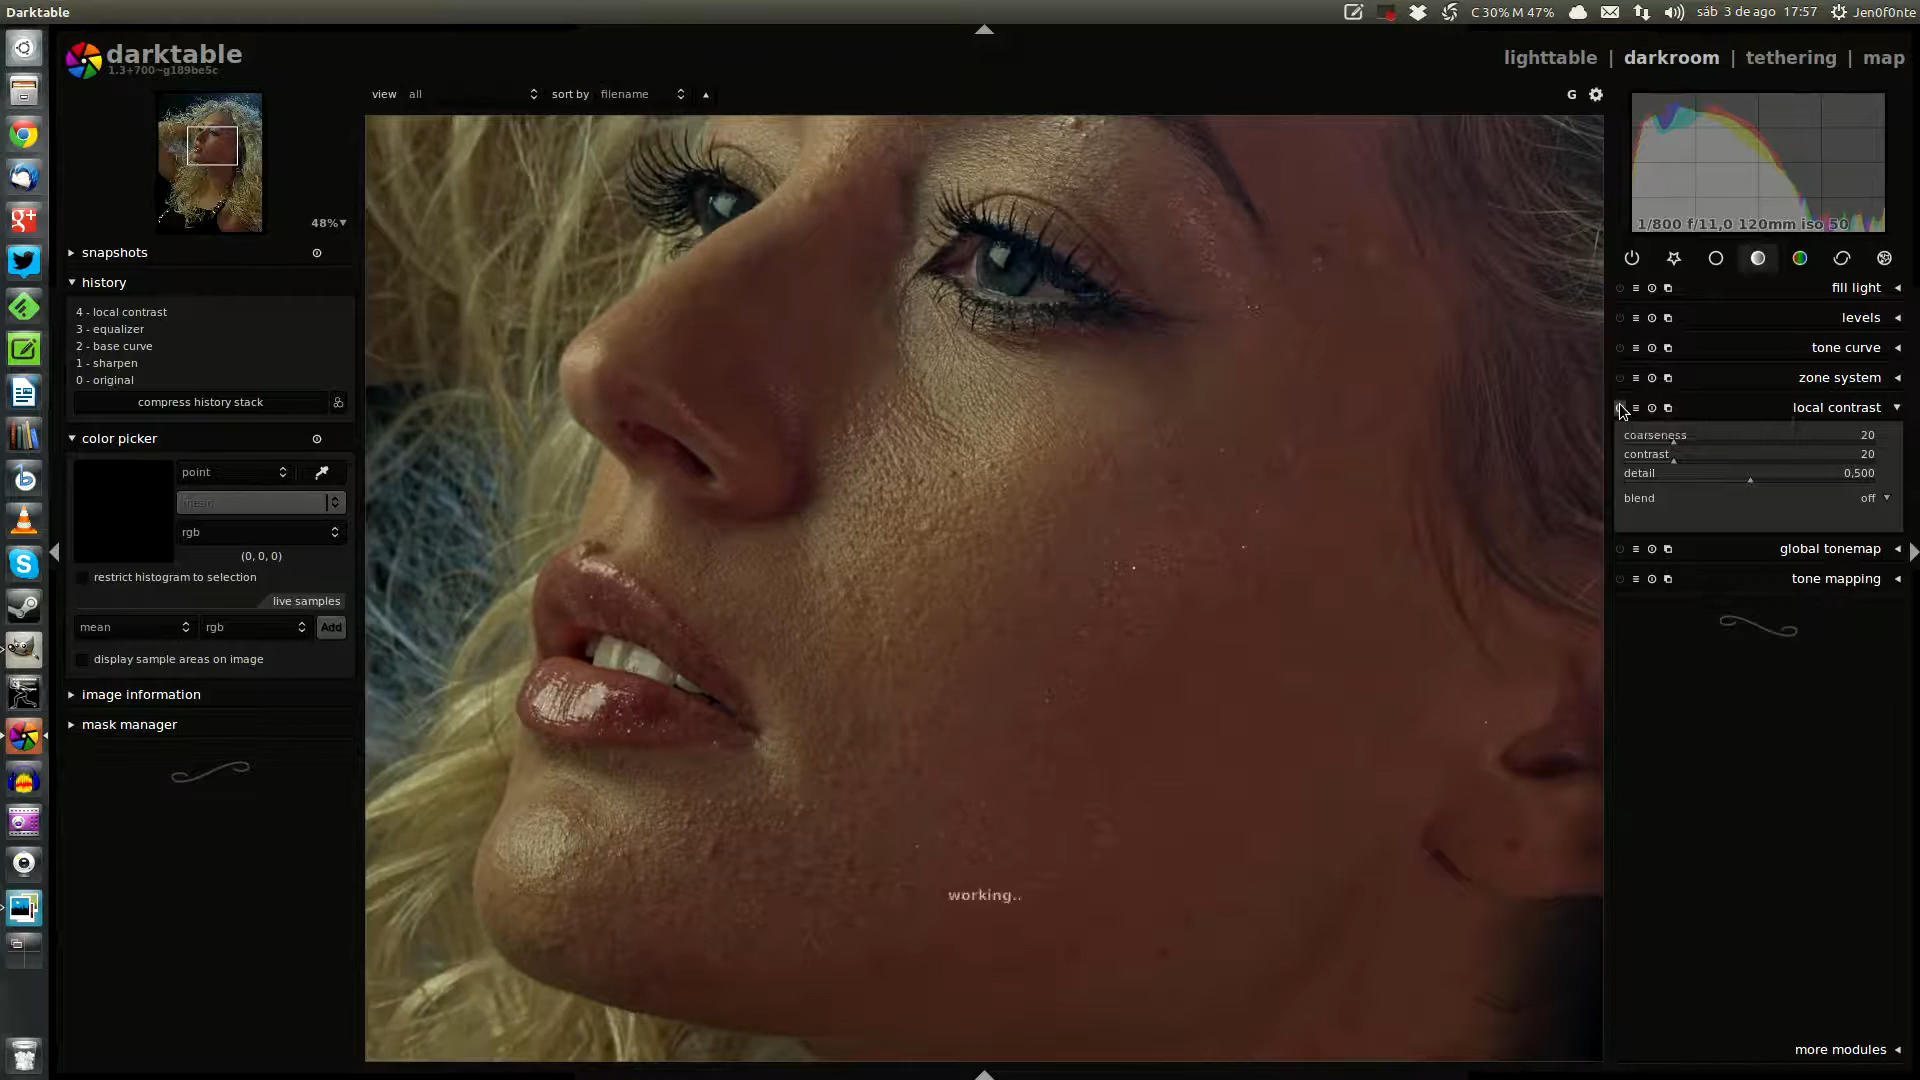 Darktable
C 30% M 47%
sáb 3 de ago 17:57
Jen0f0nte
darktable
1.3+700~g189be5c
lighttable | darkroom | tethering | map
view all sort by filename
G
48%
1/800 f/11,0 120mm iso 50
snapshots
history
4 - local contrast
3 - equalizer
2 - base curve
1 - sharpen
0 - original
compress history stack
color picker
point
mean
rgb
(0, 0, 0)
restrict histogram to selection
live samples
mean rgb Add
display sample areas on image
image information
mask manager
working..
fill light
levels
tone curve
zone system
local contrast
coarseness 20
contrast 20
detail 0,500
blend off
global tonemap
tone mapping
more modules